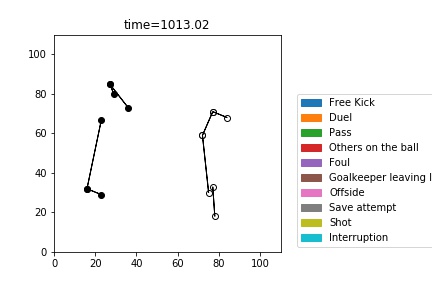 time=1013.02
100
80
60
40
20
0
0 20 40 60 80 100
Free Kick
Duel
Pass
Others on the ball
Foul
Goalkeeper leaving l
Offside
Save attempt
Shot
Interruption